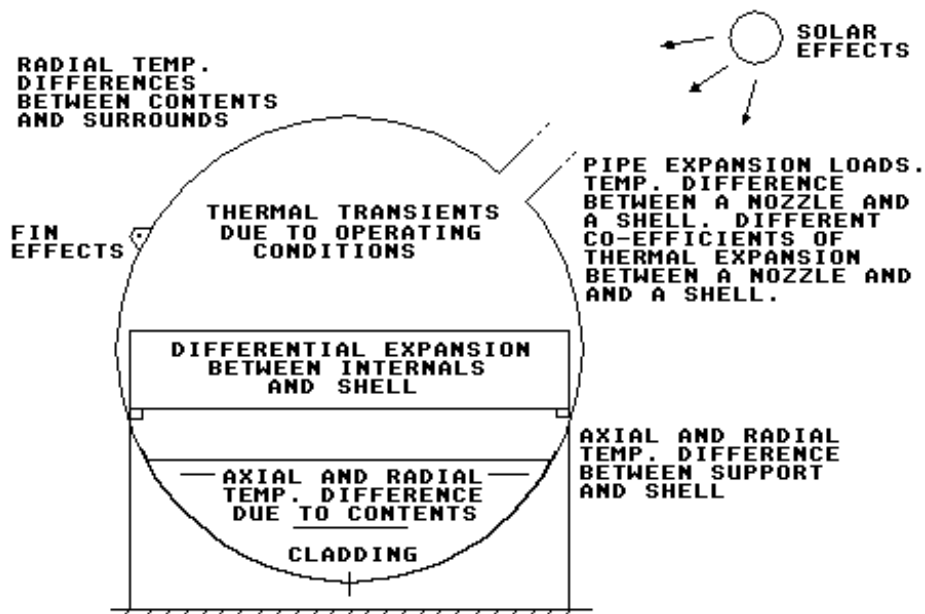 SOLAR
EFFECTS
RADIAL TEMP.
DIFFERENCES
BETWEEN CONTENTS
AND SURROUNDS
PIPE EXPANSION LOADS.
TEMP. DIFFERENCE
BETWEEN A NOZZLE AND
A SHELL. DIFFERENT
CO-EFFICIENTS OF
THERMAL EXPANSION
BETWEEN A NOZZLE AND
AND A SHELL.
THERMAL TRANSIENTS
DUE TO OPERATING
CONDITIONS
FIN
EFFECTS
DIFFERENTIAL EXPANSION
BETWEEN INTERNALS
AND SHELL
AXIAL AND RADIAL
TEMP. DIFFERENCE
BETWEEN SUPPORT
AND SHELL
AXIAL AND RADIAL
TEMP. DIFFERENCE
DUE TO CONTENTS
CLADDING